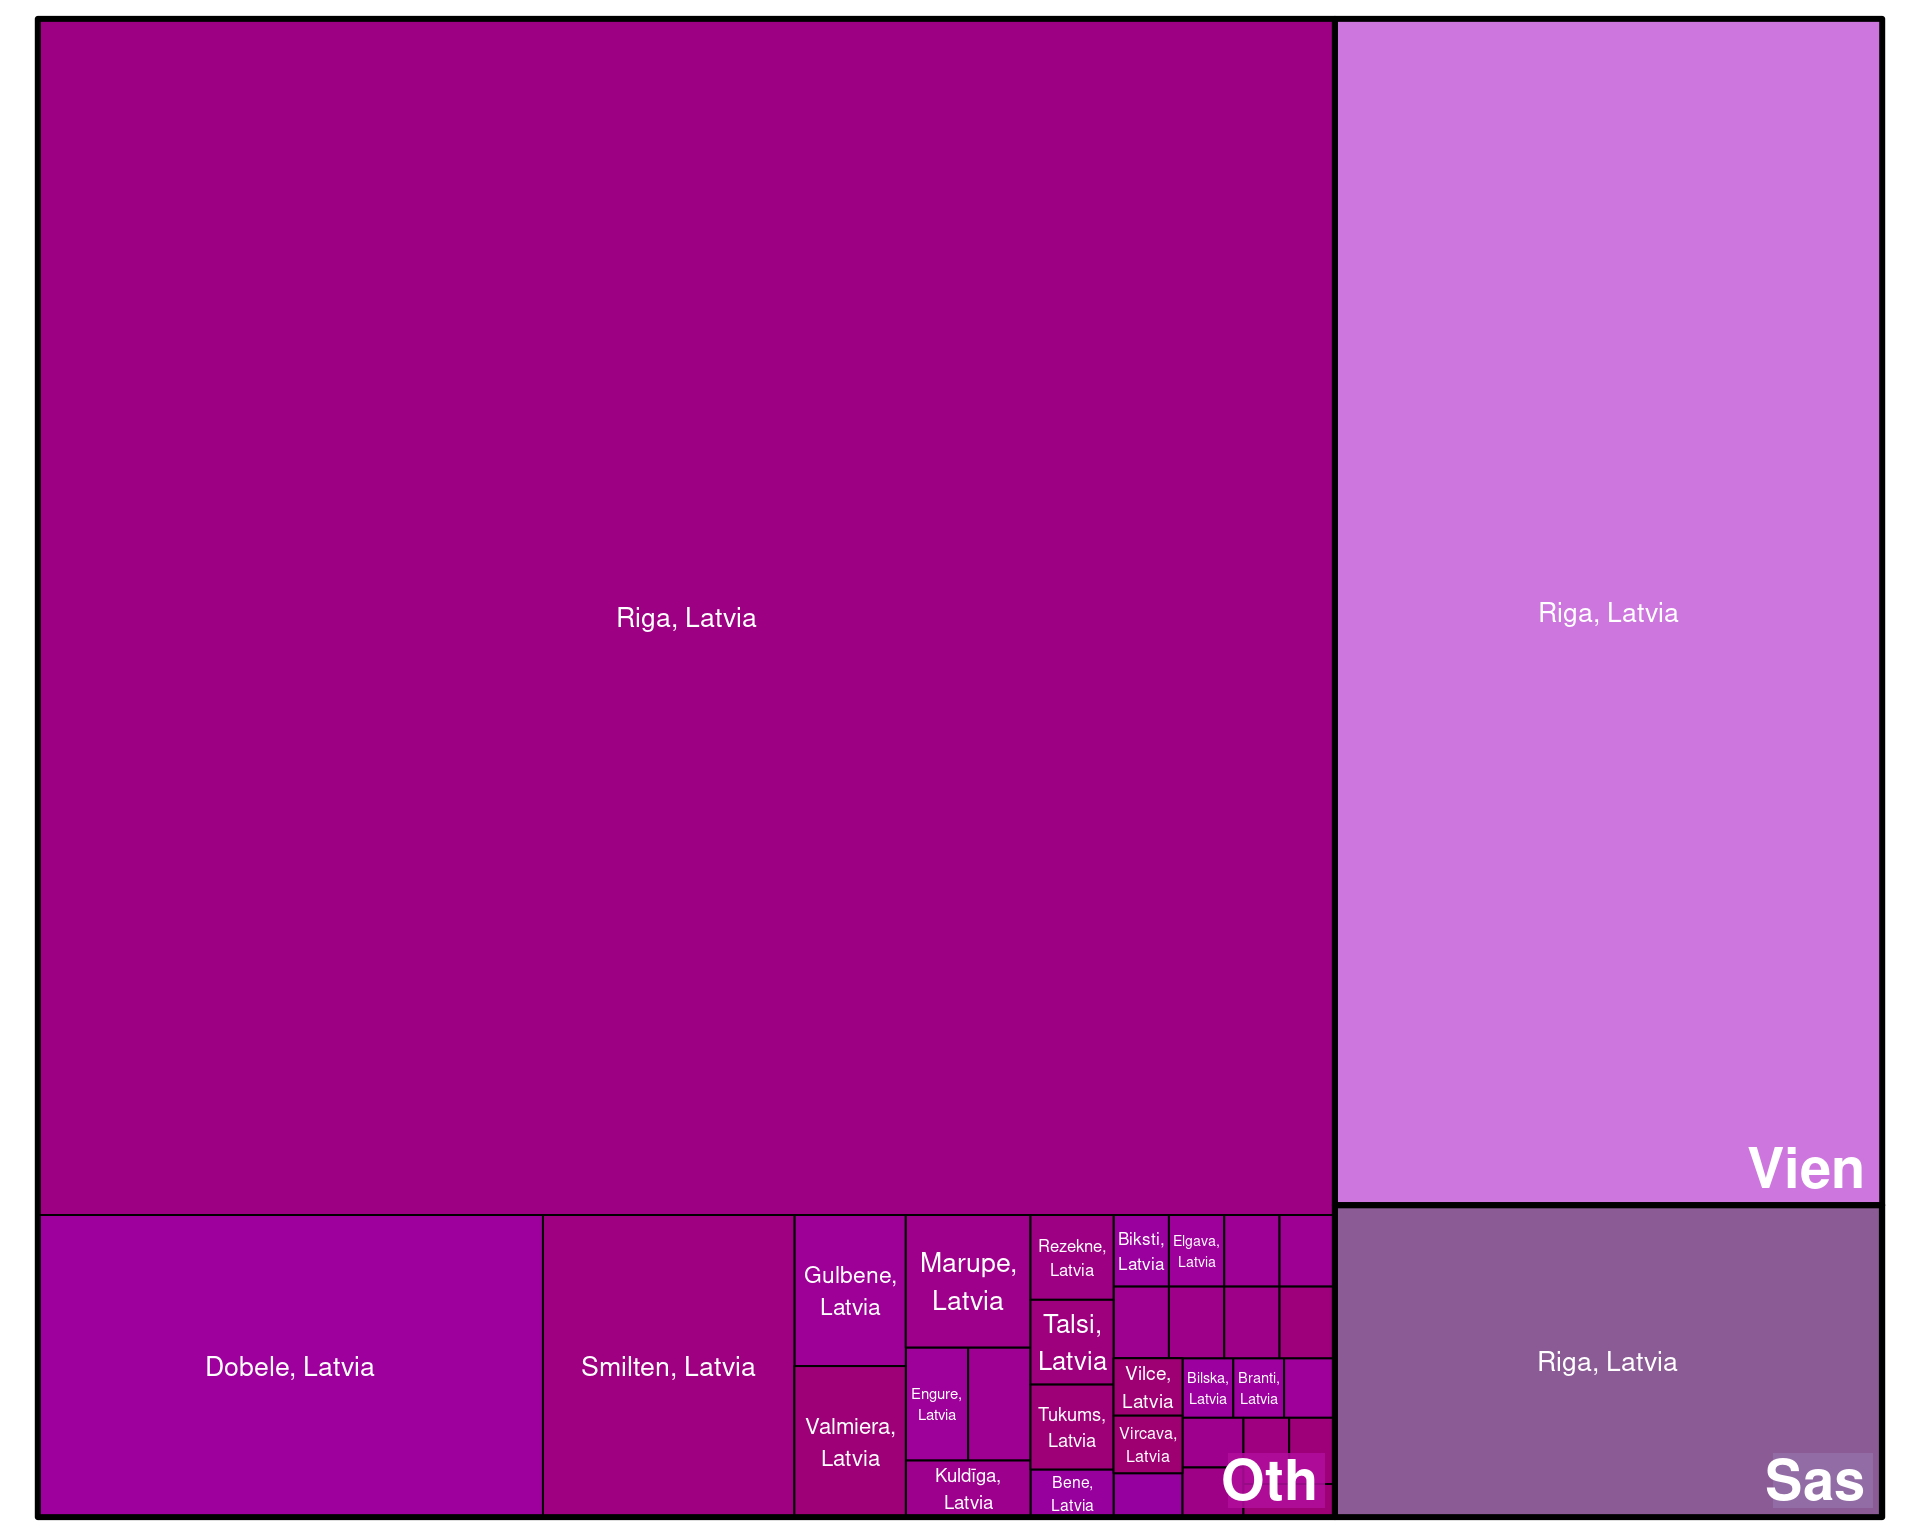 Riga, Latvia
Riga, Latvia
Vien
Dobele, Latvia
Smilten, Latvia
Gulbene,
Latvia
Valmiera,
Latvia
Marupe,
Latvia
Engure,
Latvia
Kuldīga,
Latvia
Rezekne,
Latvia
Talsi,
Latvia
Tukums,
Latvia
Bene,
Latvia
Biksti,
Latvia
Elgava,
Latvia
Vilce,
Latvia
Vircava,
Latvia
Bilska,
Latvia
Branti,
Latvia
Oth
Riga, Latvia
Sas